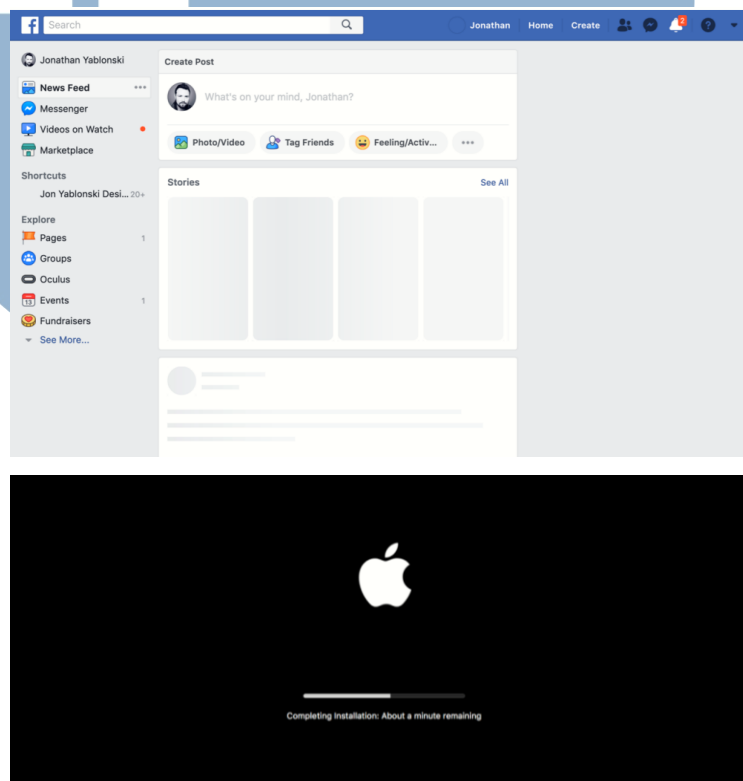 f Search Jonathan Home Create 2
Jonathan Yablonski
News Feed
Messenger
Videos on Watch
Marketplace
Shortcuts
Jon Yablonski Desi... 20+
Explore
Pages 1
Groups
Oculus
13 Events 1
Fundraisers
See More...
Create Post
What's on your mind, Jonathan?
Photo/Video Tag Friends Feeling/Activ...
Stories See All
Completing Installation: About a minute remaining